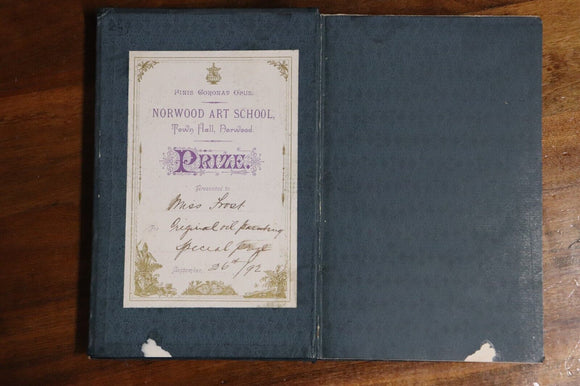 Finis Coronat Opus.
NORWOOD ART SCHOOL,
Town Hall, Norwood.
PRIZE.
Presented to
Miss Frost
For Original oil painting
Special prize
September, 26th/92